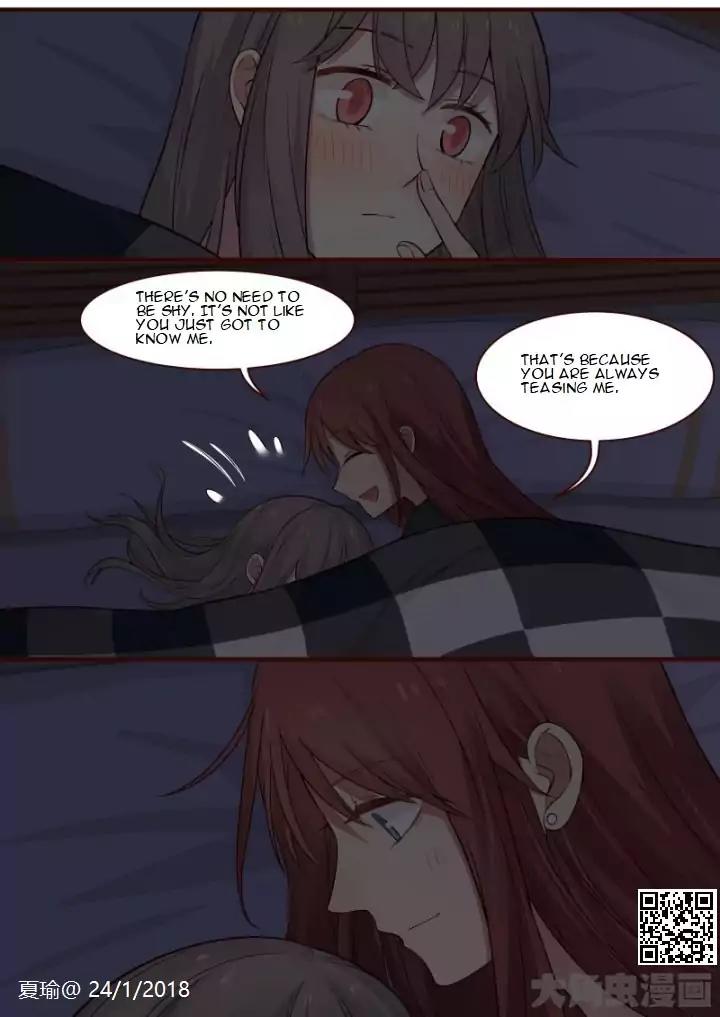 THERE'S NO NEED TO
BE SHY. IT'S NOT LIKE
YOU JUST GOT TO
KNOW ME.
THAT'S BECAUSE
YOU ARE ALWAYS
TEASING ME.
夏瑜@ 24/1/2018
大角虫漫画